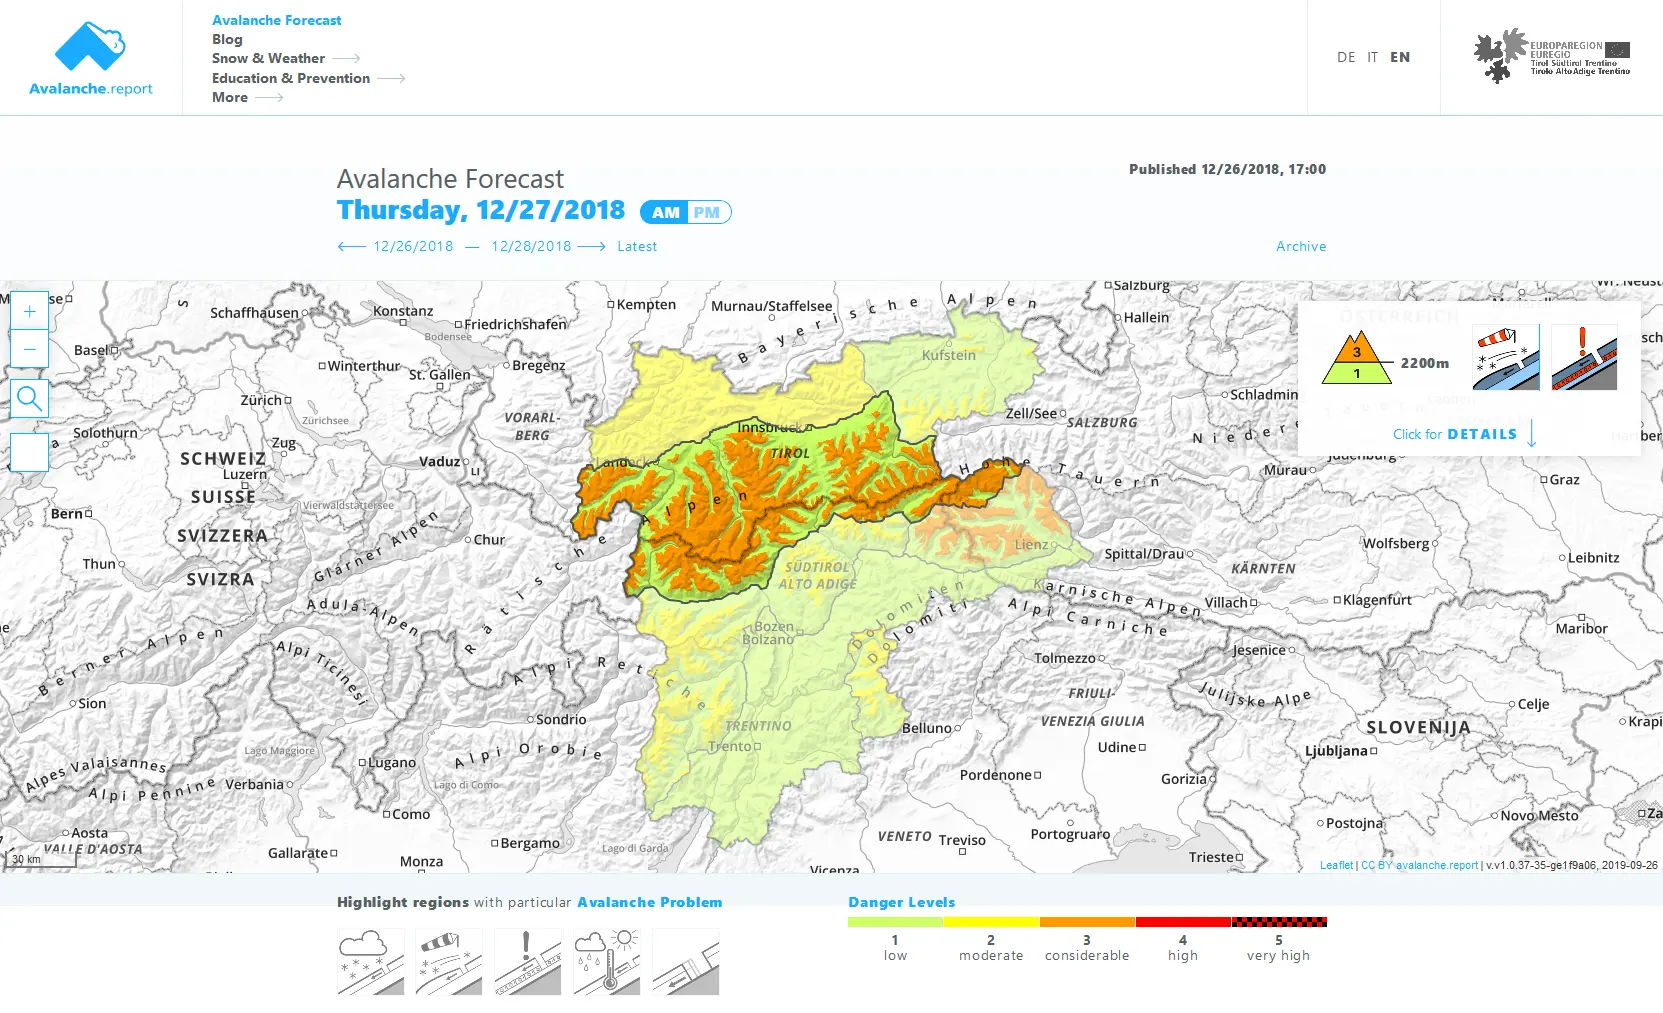 Avalanche.report
Avalanche Forecast
Blog
Snow & Weather
Education & Prevention
More
DE IT EN
EUROPAREGION
EUREGIO
Tirol Südtirol Trentino
Tirolo Alto Adige Trentino
Avalanche Forecast
Published 12/26/2018, 17:00
Thursday, 12/27/2018 AM PM
12/26/2018 — 12/28/2018 Latest
Archive
+
−
Salzburg
Kempten
Murnau/Staffelsee
Bayerische Alpen
Schaffhausen
Konstanz
Friedrichshafen
Hallein
Bodensee
Basel
Kufstein
ÖSTERREICH
Winterthur
St. Gallen
Bregenz
3
1
2200m
Zürich
Zürichsee
VORARL-
BERG
Zell/See
SALZBURG
Schladmin
Solothurn
Zug
Innsbruck
TIROL
Niedere
Tauern
Click for DETAILS
SCHWEIZ
Luzern
SUISSE
SVIZZERA
SVIZRA
Vaduz
LI
Landeck
Hohe Tauern
Murau
Judenburg
Graz
Vierwaldstättersee
Bern
Alpen
Chur
Glarner Alpen
Rätische
Lienz
Spittal/Drau
Wolfsberg
Leibnitz
Thun
SÜDTIROL
ALTO ADIGE
KÄRNTEN
Adula-Alpen
Karnische Alpen
Villach
Klagenfurt
Dolomiten
Dolomiti
Alpi Carniche
Maribor
Berner Alpen
Bozen
Bolzano
Alpi Ticinesi
Alpi Retiche
Tolmezzo
Jesenice
Julijske Alpe
Sion
Sondrio
TRENTINO
Trento
FRIULI-
VENEZIA GIULIA
Belluno
Celje
SLOVENIJA
Krapi
Lago Maggiore
Alpi Orobie
Udine
Ljubljana
Alpes Valaisannes
Alpi Pennine
Verbania
Lugano
Lago di Como
Pordenone
Gorizia
Como
Postojna
Novo Mesto
Za
Aosta
VALLE D'AOSTA
Gallarate
Bergamo
Monza
Lago di Garda
VENETO
Treviso
Portogruaro
Trieste
Vicenza
30 km
Leaflet | CC BY avalanche.report | v.v1.0.37-35-ge1f9a06, 2019-09-26
Highlight regions with particular Avalanche Problem
Danger Levels
1 2 3 4 5
low moderate considerable high very high